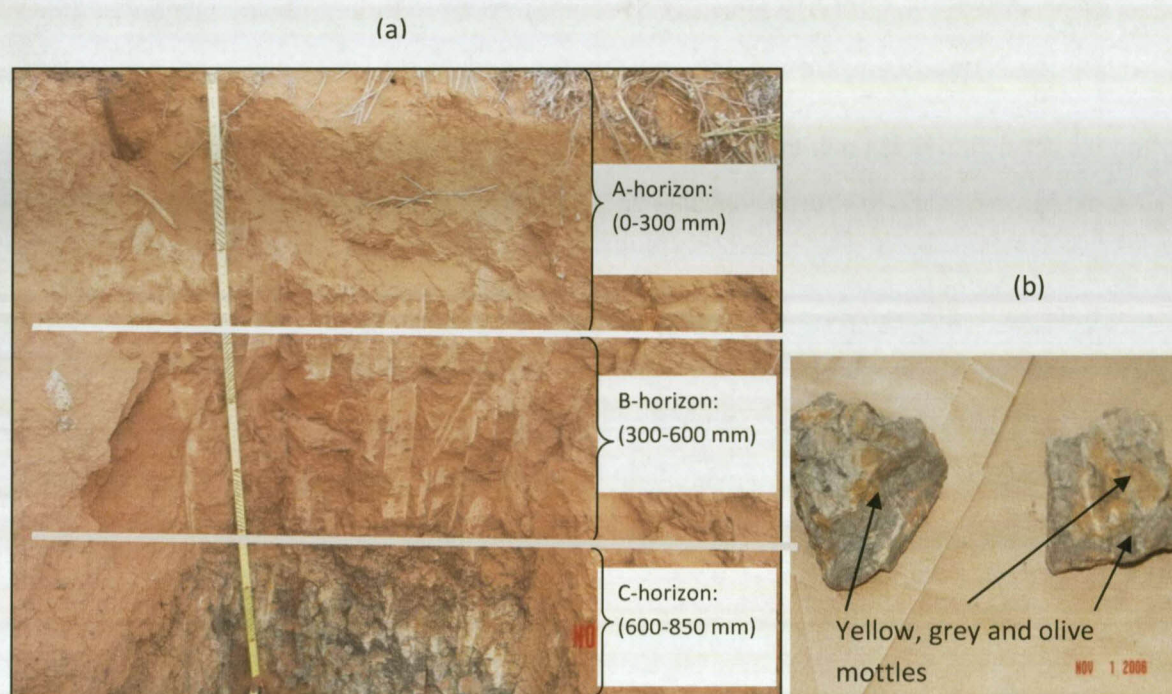 (a)
A-horizon:
(0-300 mm)
(b)
B-horizon:
(300-600 mm)
C-horizon:
(600-850 mm)
NO
Yellow, grey and olive
mottles
NOV 1 2006